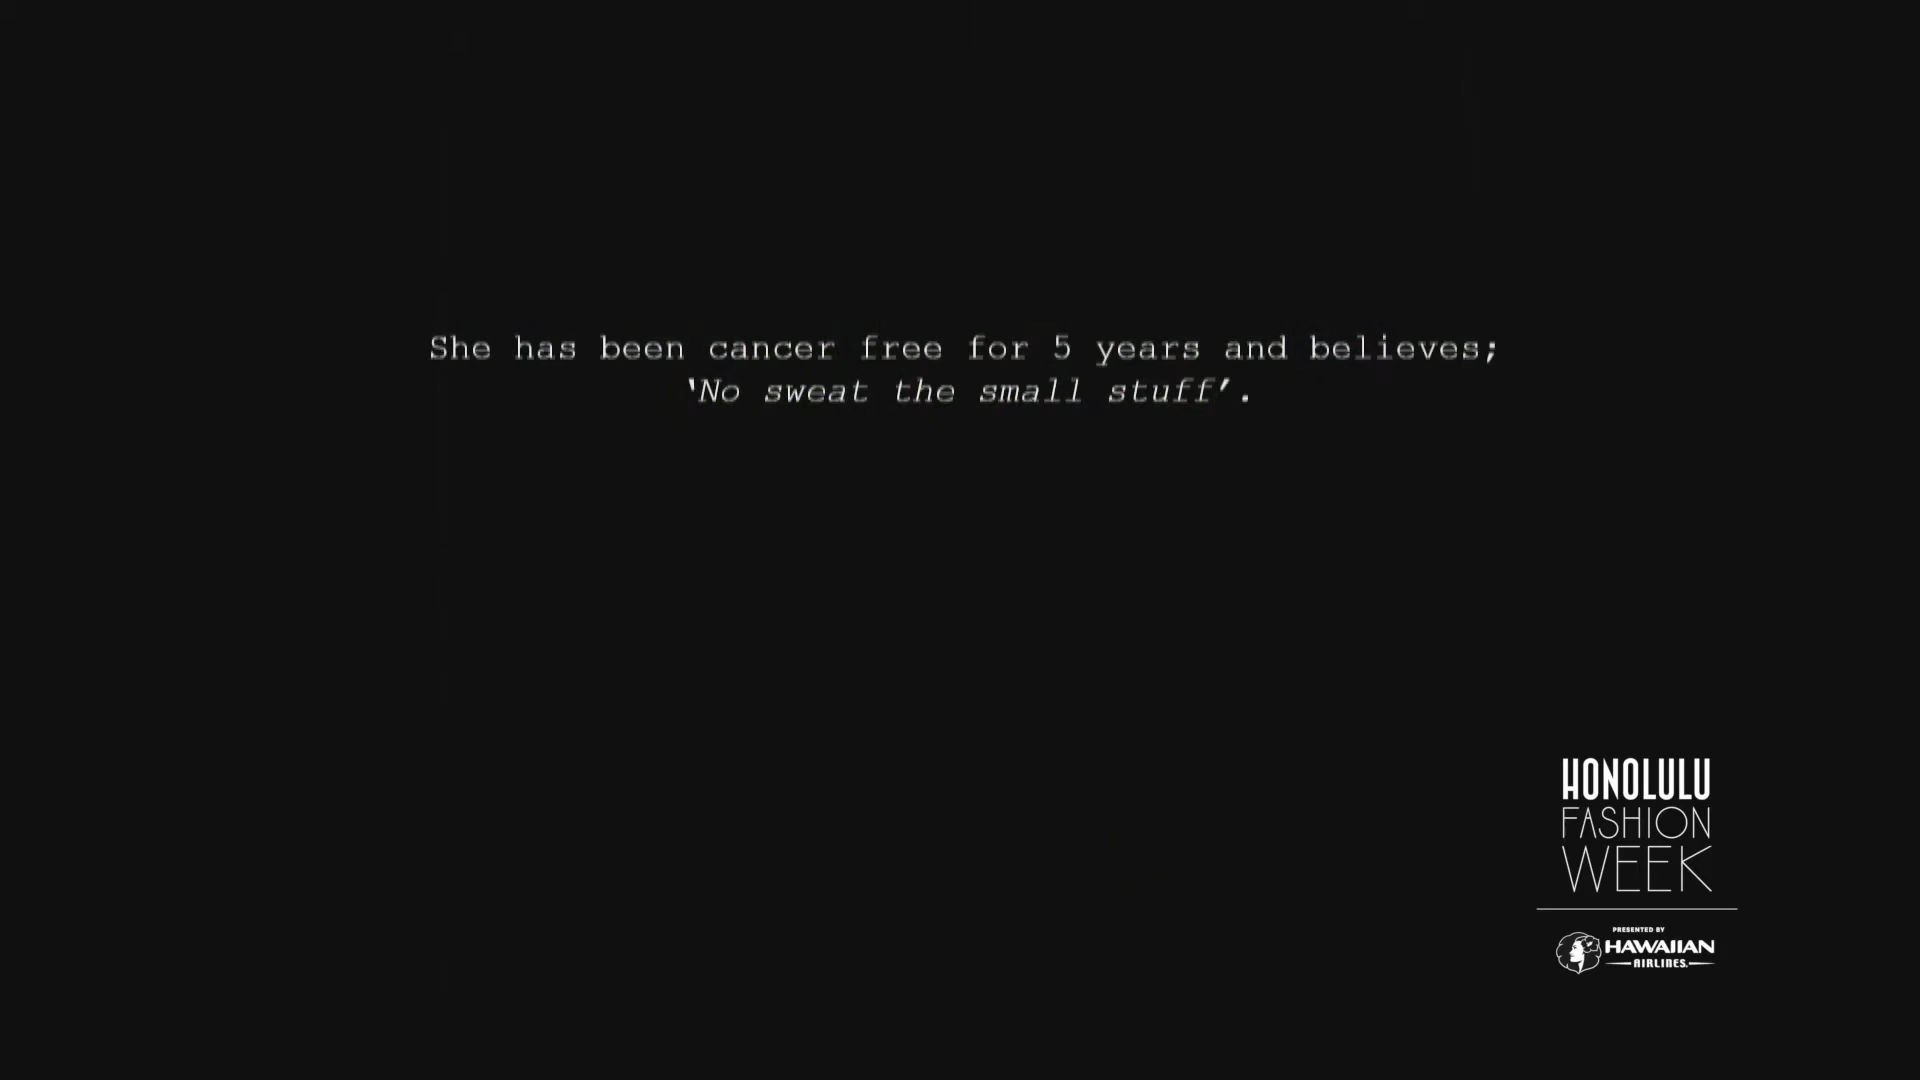 She has been cancer free for 5 years and believes;
‘No sweat the small stuff’.
HONOLULU
FASHION
WEEK
PRESENTED BY
HAWAIIAN
AIRLINES.